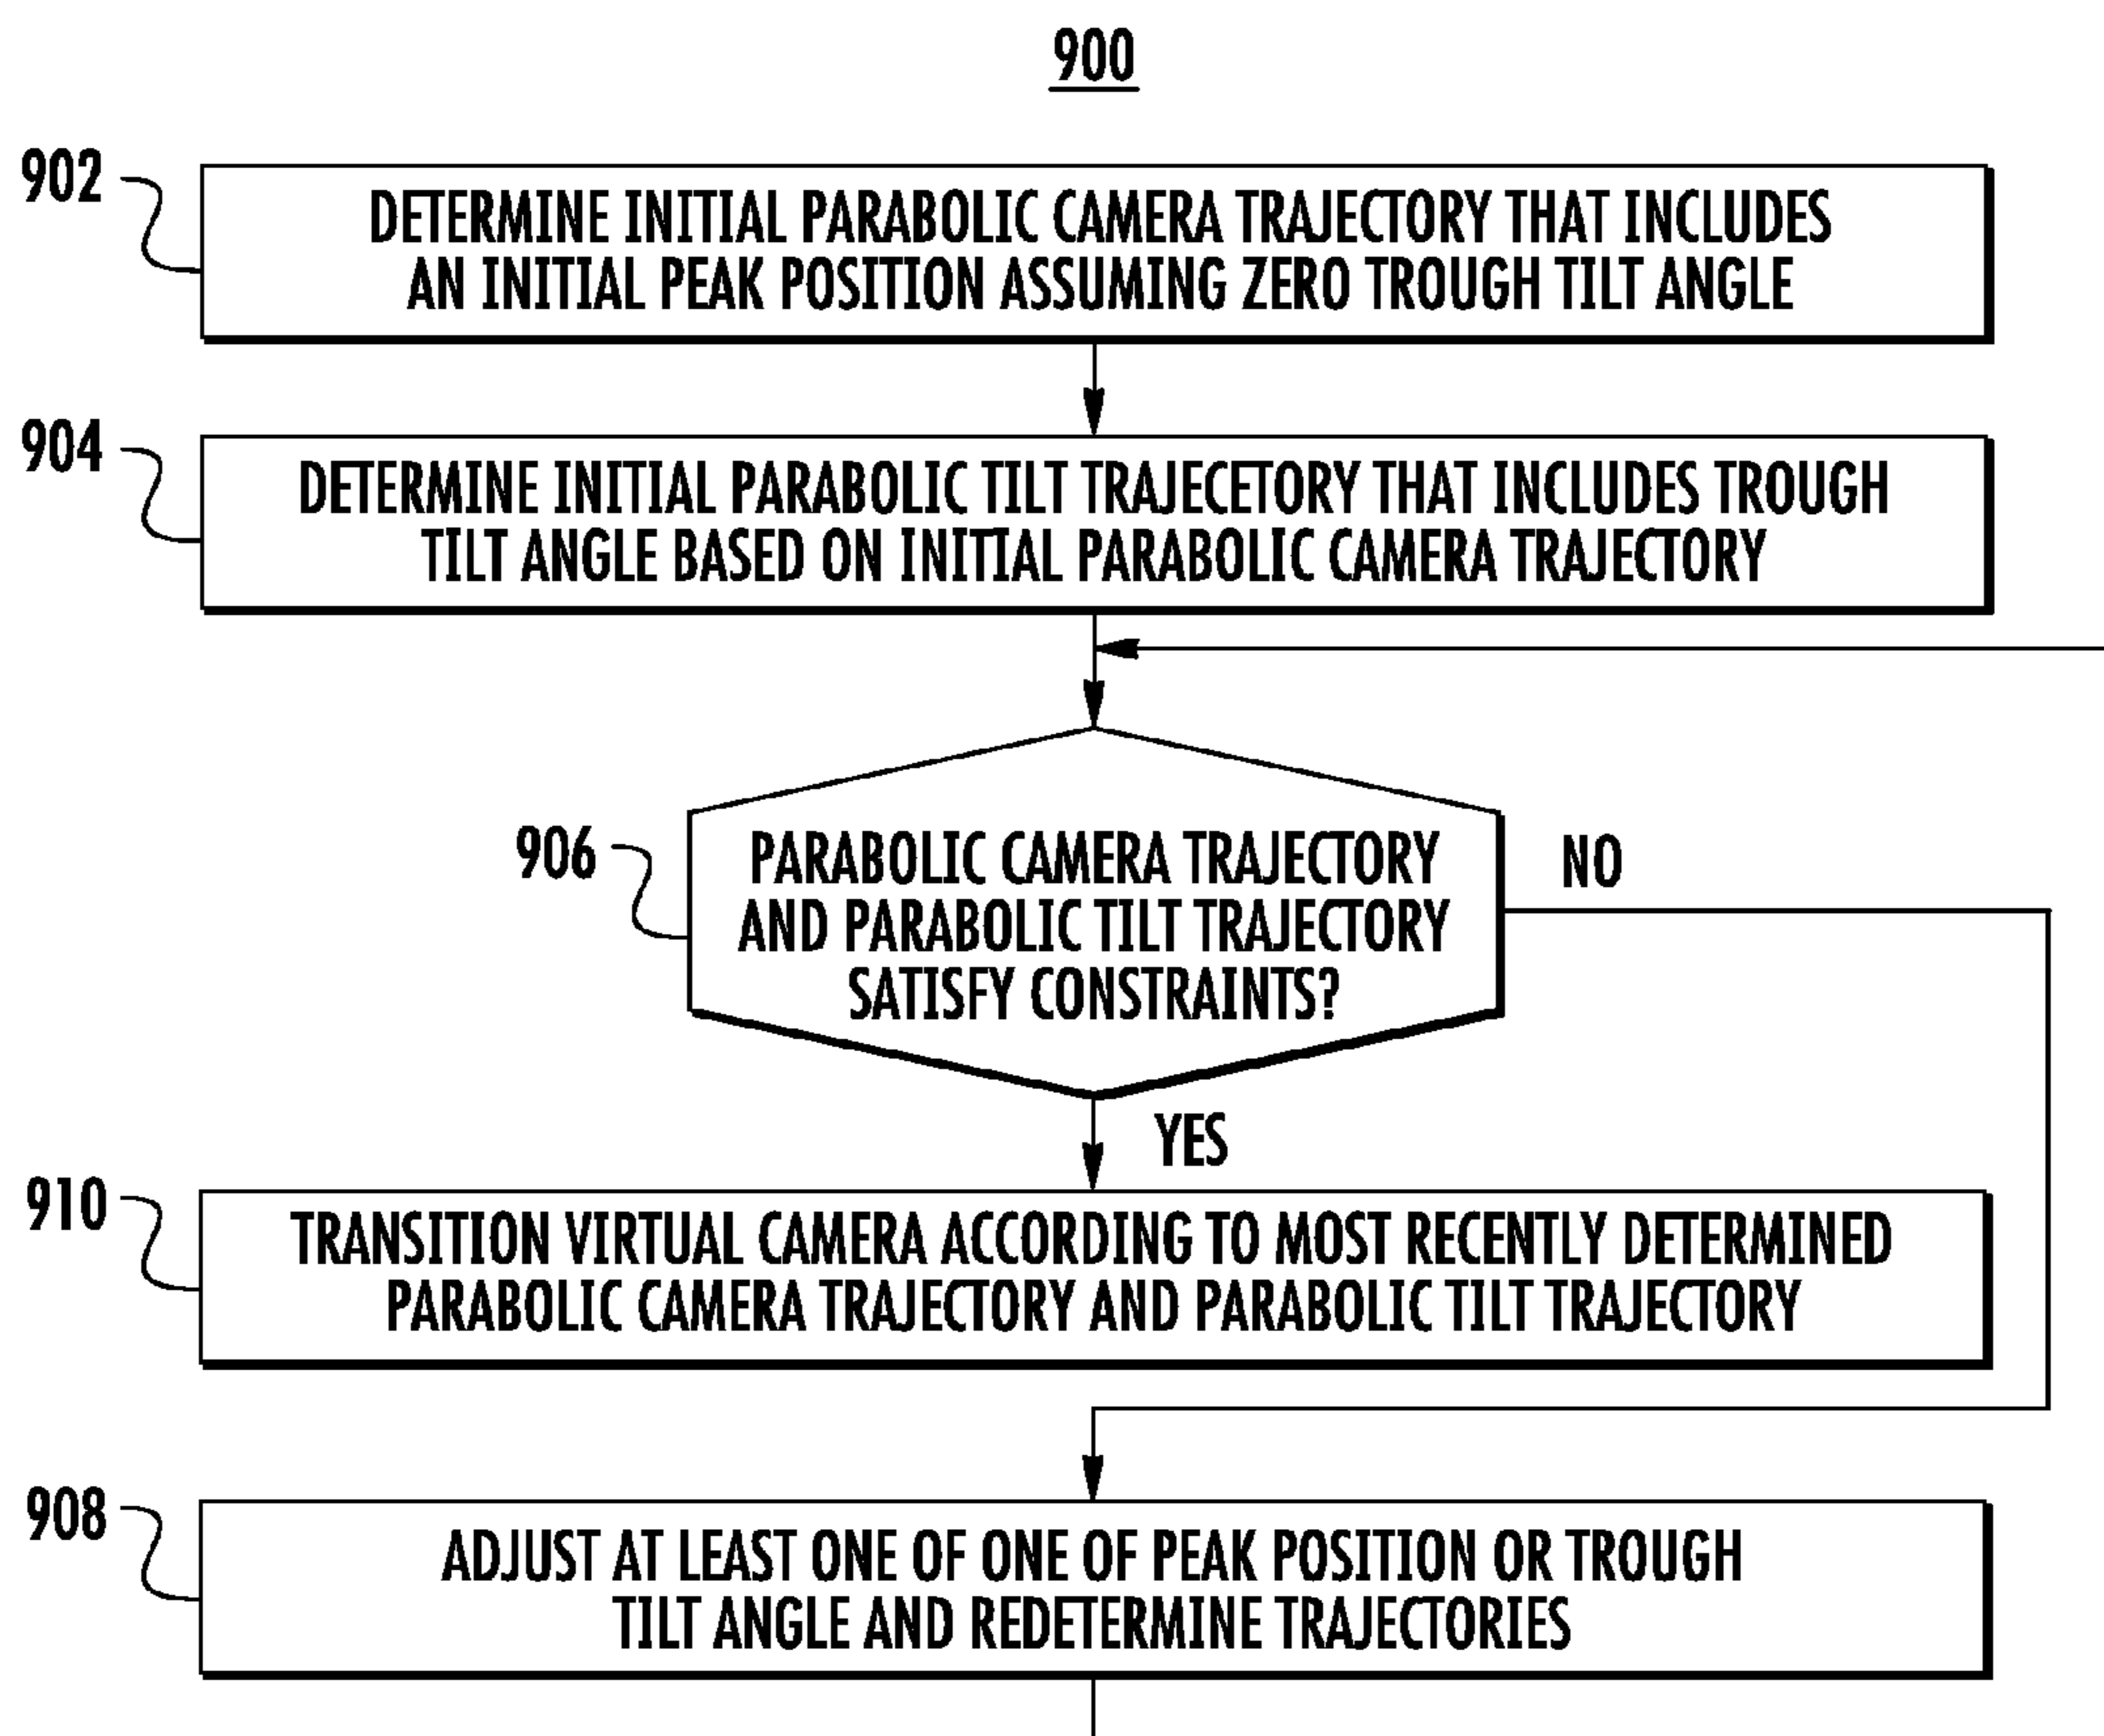 900
902
DETERMINE INITIAL PARABOLIC CAMERA TRAJECTORY THAT INCLUDES
AN INITIAL PEAK POSITION ASSUMING ZERO TROUGH TILT ANGLE
904
DETERMINE INITIAL PARABOLIC TILT TRAJECETORY THAT INCLUDES TROUGH
TILT ANGLE BASED ON INITIAL PARABOLIC CAMERA TRAJECTORY
906
PARABOLIC CAMERA TRAJECTORY
AND PARABOLIC TILT TRAJECTORY
SATISFY CONSTRAINTS?
NO
YES
910
TRANSITION VIRTUAL CAMERA ACCORDING TO MOST RECENTLY DETERMINED
PARABOLIC CAMERA TRAJECTORY AND PARABOLIC TILT TRAJECTORY
908
ADJUST AT LEAST ONE OF ONE OF PEAK POSITION OR TROUGH
TILT ANGLE AND REDETERMINE TRAJECTORIES